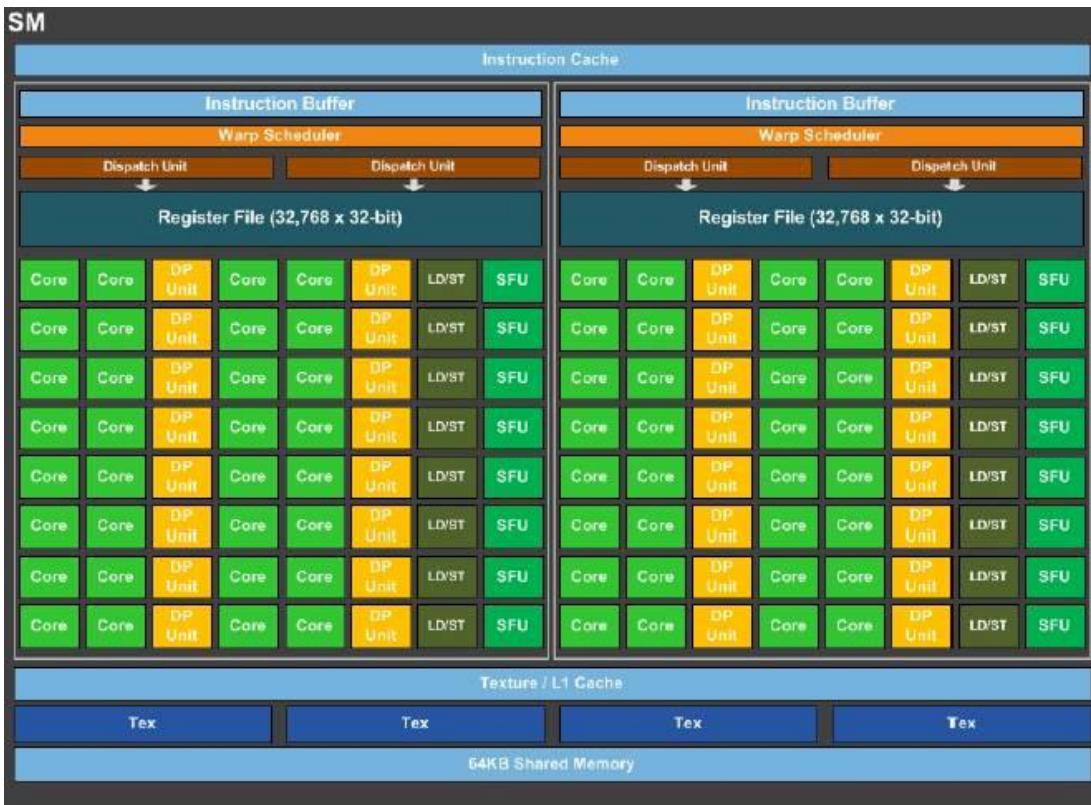 SM
Instruction Cache
Instruction Buffer Instruction Buffer
Warp Scheduler Warp Scheduler
Dispatch Unit Dispatch Unit Dispatch Unit Dispatch Unit
Register File (32,768 x 32-bit) Register File (32,768 x 32-bit)
Core Core DP Unit Core Core DP Unit LD/ST SFU Core Core DP Unit Core Core DP Unit LD/ST SFU
Core Core DP Unit Core Core DP Unit LD/ST SFU Core Core DP Unit Core Core DP Unit LD/ST SFU
Core Core DP Unit Core Core DP Unit LD/ST SFU Core Core DP Unit Core Core DP Unit LD/ST SFU
Core Core DP Unit Core Core DP Unit LD/ST SFU Core Core DP Unit Core Core DP Unit LD/ST SFU
Core Core DP Unit Core Core DP Unit LD/ST SFU Core Core DP Unit Core Core DP Unit LD/ST SFU
Core Core DP Unit Core Core DP Unit LD/ST SFU Core Core DP Unit Core Core DP Unit LD/ST SFU
Core Core DP Unit Core Core DP Unit LD/ST SFU Core Core DP Unit Core Core DP Unit LD/ST SFU
Core Core DP Unit Core Core DP Unit LD/ST SFU Core Core DP Unit Core Core DP Unit LD/ST SFU
Texture / L1 Cache
Tex Tex Tex Tex
64KB Shared Memory